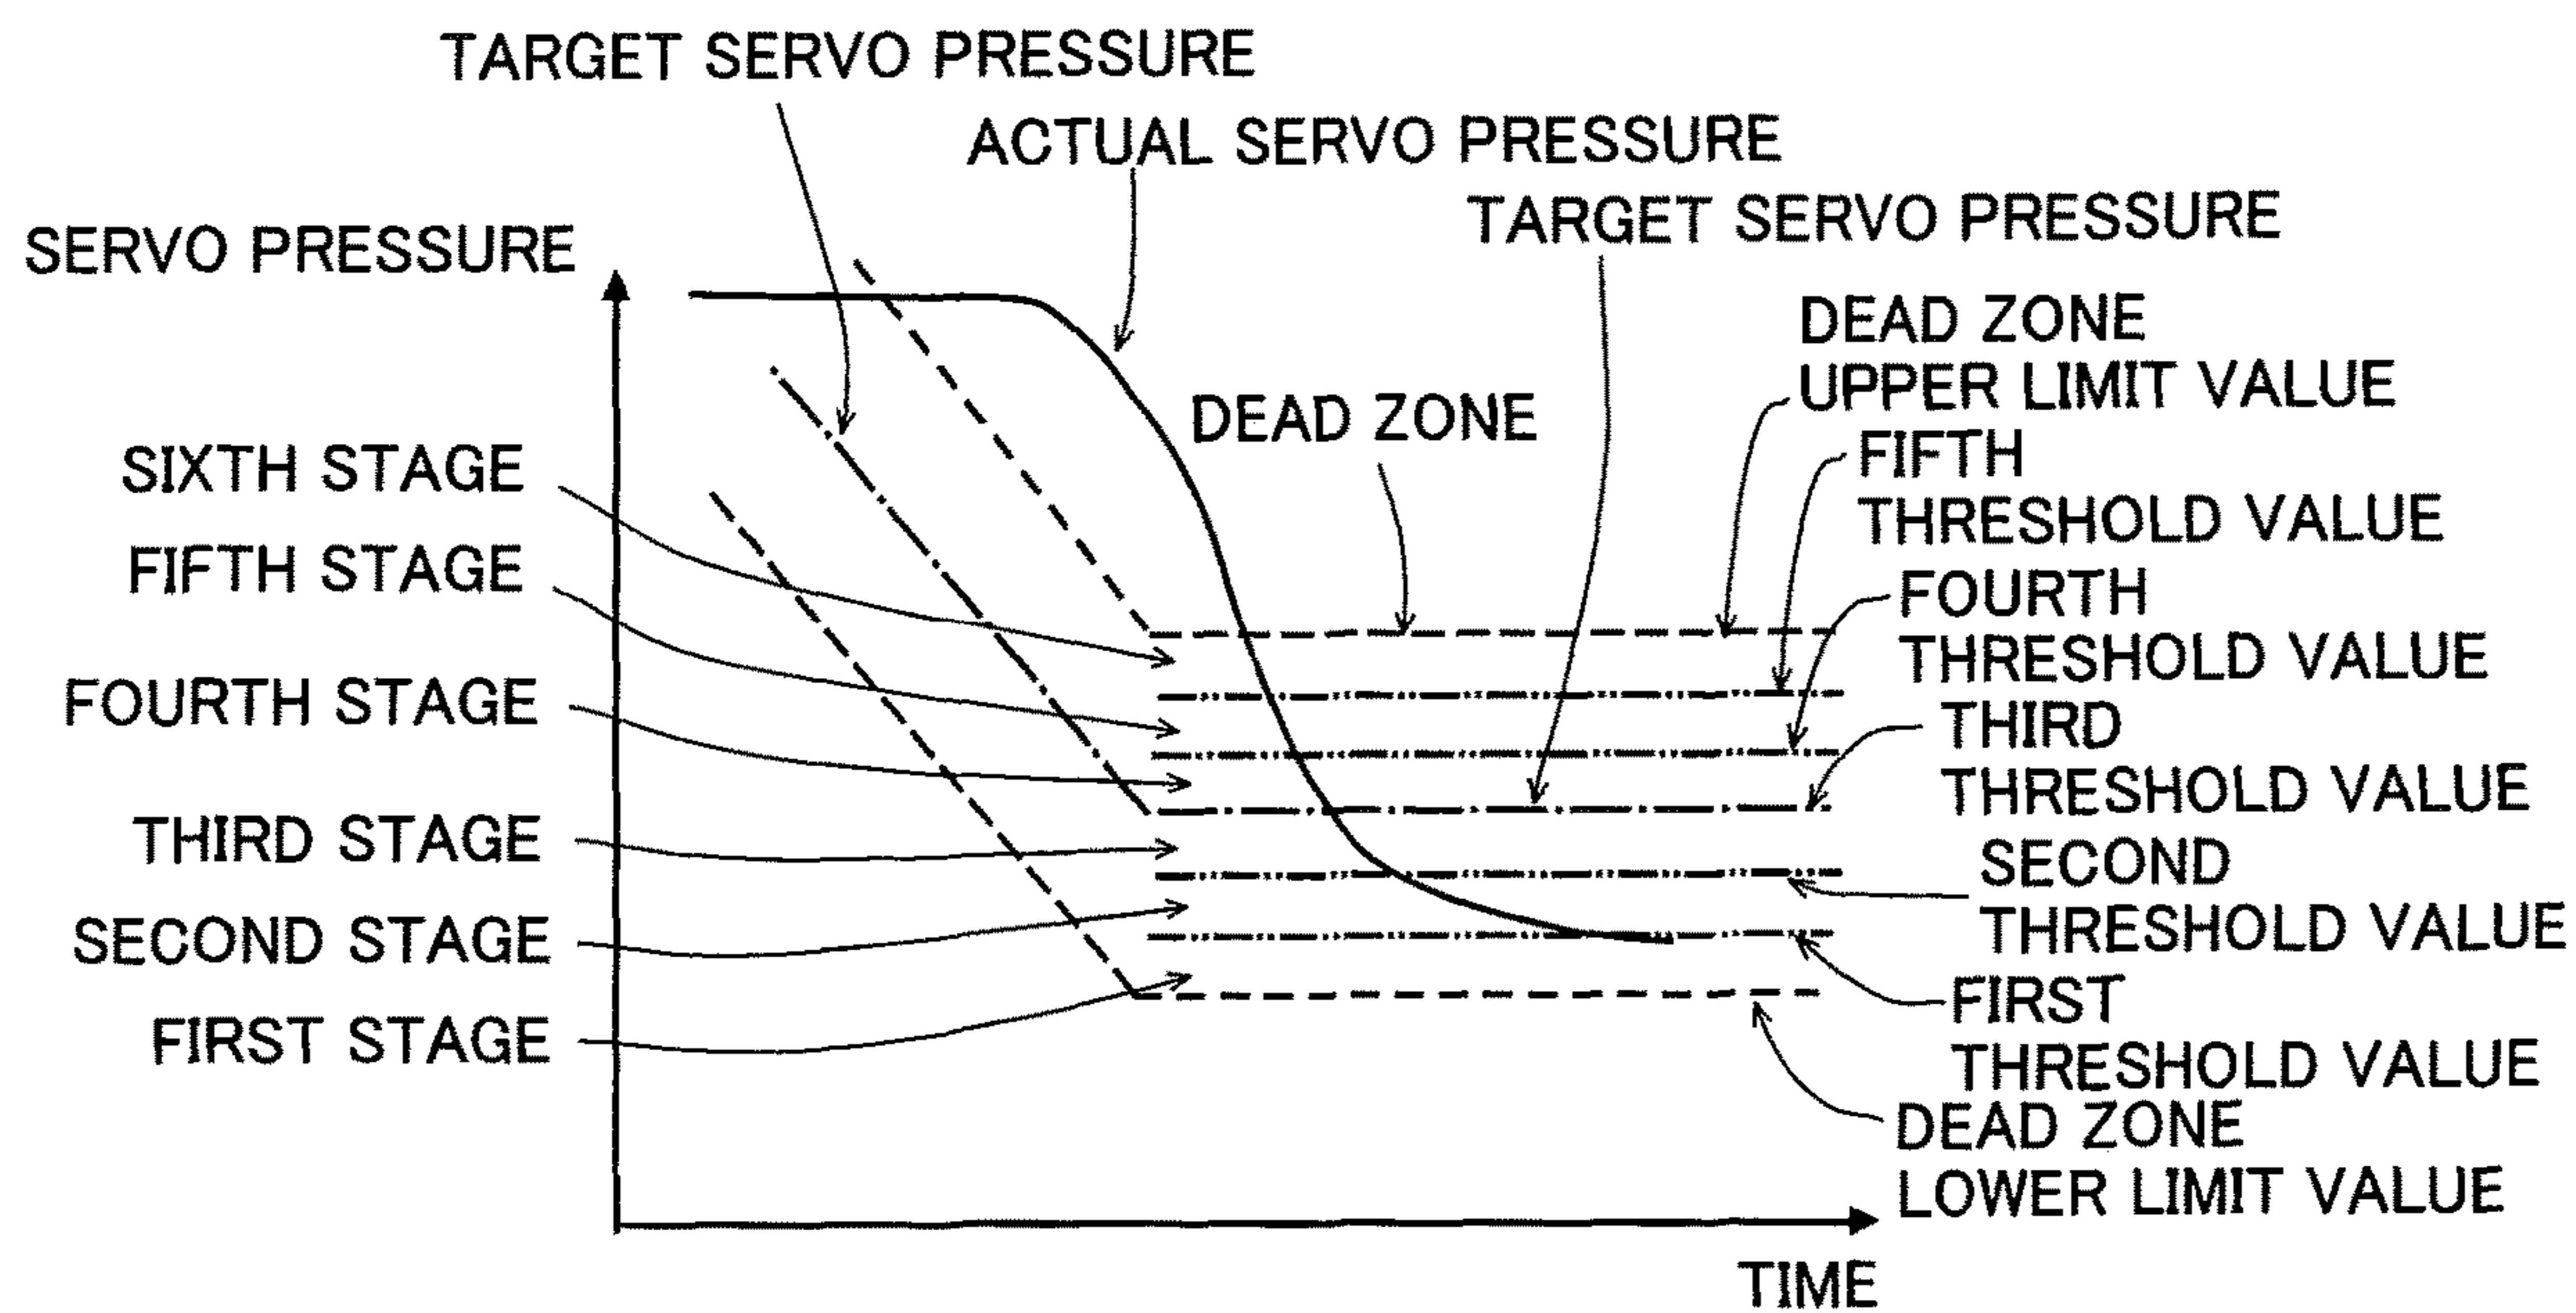 TARGET SERVO PRESSURE
ACTUAL SERVO PRESSURE
TARGET SERVO PRESSURE
SERVO PRESSURE
DEAD ZONE
UPPER LIMIT VALUE
DEAD ZONE
FIFTH
THRESHOLD VALUE
SIXTH STAGE
FIFTH STAGE
FOURTH
THRESHOLD VALUE
FOURTH STAGE
THIRD
THRESHOLD VALUE
THIRD STAGE
SECOND
THRESHOLD VALUE
SECOND STAGE
FIRST
THRESHOLD VALUE
FIRST STAGE
DEAD ZONE
LOWER LIMIT VALUE
TIME